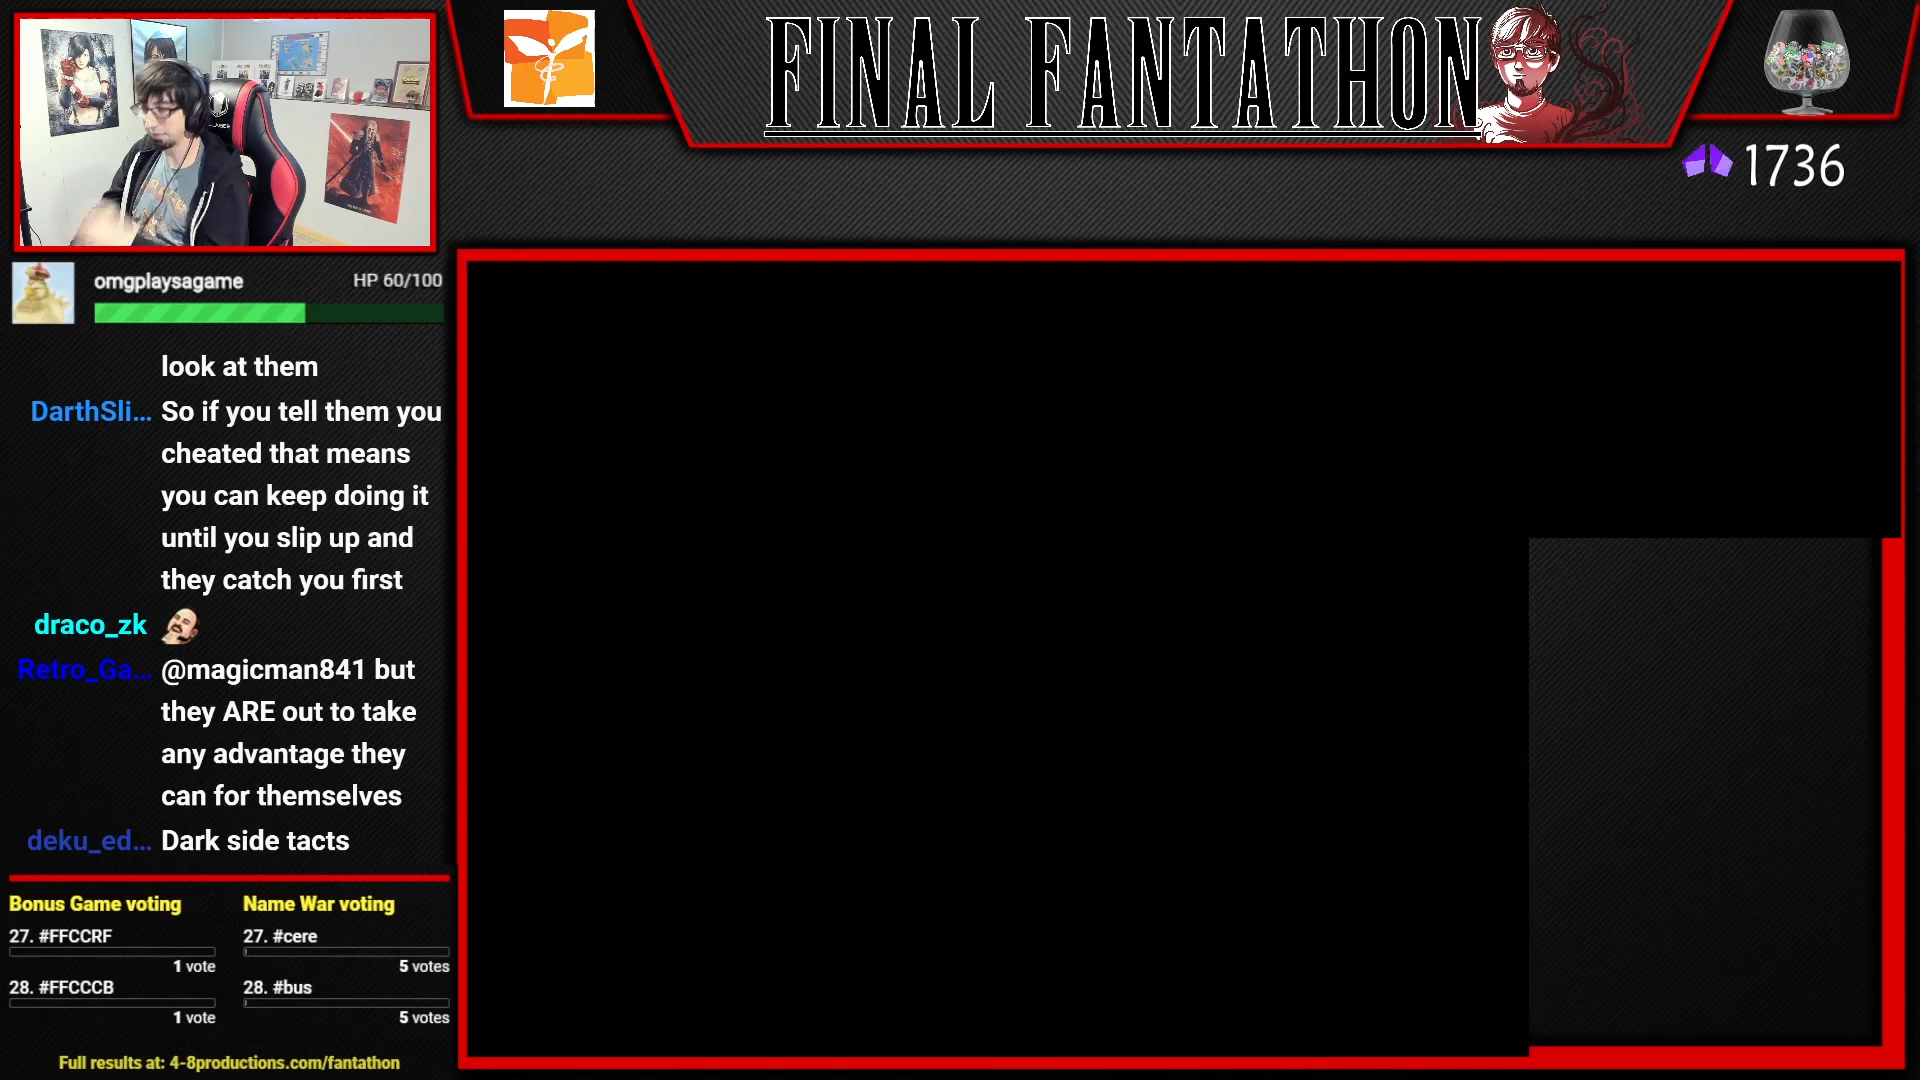 FINAL FANTATHON
1736
omgplaysagame HP 60/100
look at them
DarthSli... So if you tell them you
cheated that means
you can keep doing it
until you slip up and
they catch you first
draco_zk
Retro_Ga... @magicman841 but
they ARE out to take
any advantage they
can for themselves
deku_ed... Dark side tacts
Bonus Game voting
27. #FFCCRF
1 vote
28. #FFCCCB
1 vote
Name War voting
27. #cere
5 votes
28. #bus
5 votes
Full results at: 4-8productions.com/fantathon